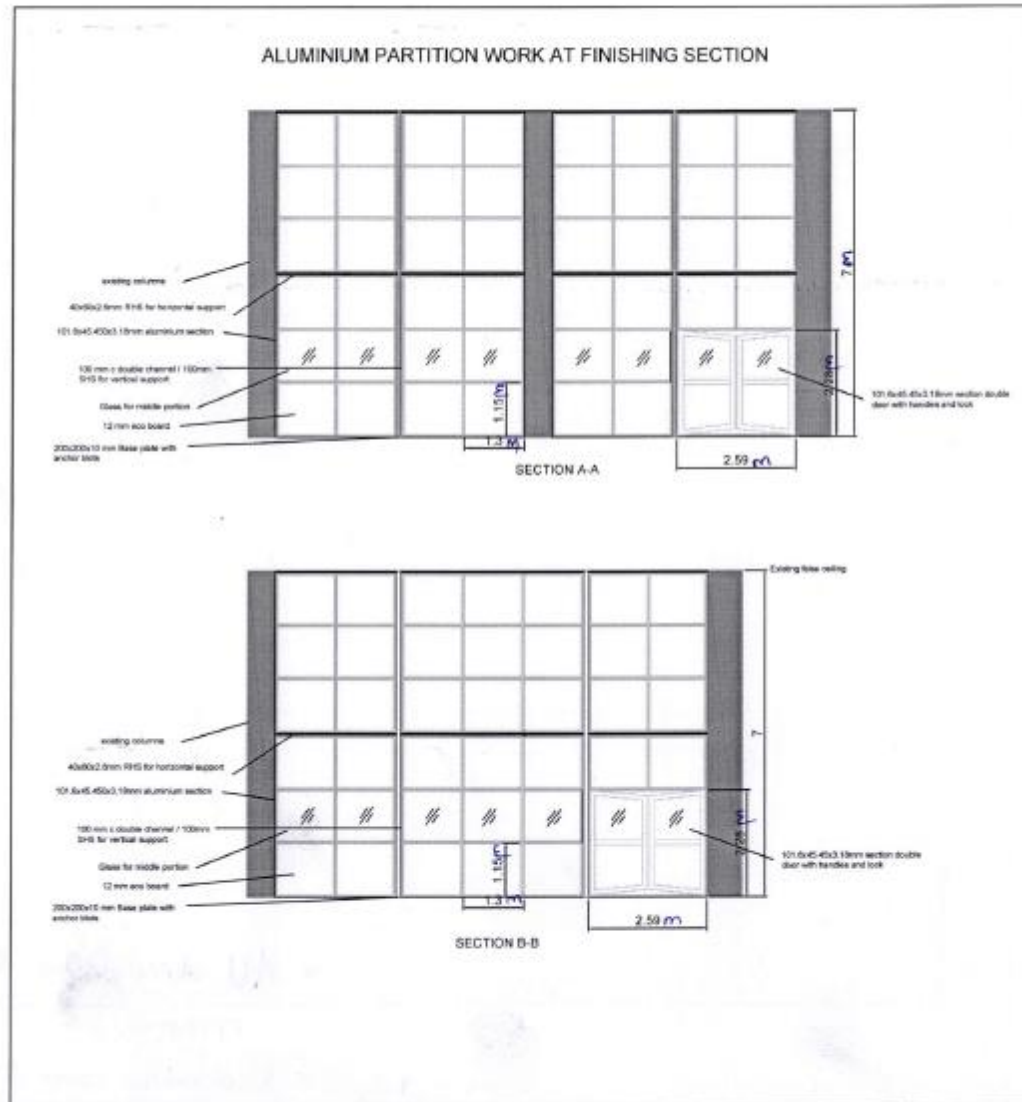 ALUMINIUM PARTITION WORK AT FINISHING SECTION
existing columns
40x80x2.6mm RHS for horizontal support
101.6x45.450x3.18mm aluminium section
100 mm c double channel / 100mm
SHS for vertical support
Glass for middle portion
12 mm eco board
200x200x10 mm Base plate with
anchor blots
7 m
2.28 m
1.15 m
1.3 m
2.59 m
101.6x45.45x3.18mm section double
door with handles and lock
SECTION A-A
Existing false ceiling
existing columns
40x80x2.6mm RHS for horizontal support
101.6x45.450x3.18mm aluminium section
100 mm c double channel / 100mm
SHS for vertical support
Glass for middle portion
12 mm eco board
200x200x10 mm Base plate with
anchor blots
7
2.28 m
1.15 m
1.3 m
2.59 m
101.6x45.45x3.18mm section double
door with handles and lock
SECTION B-B